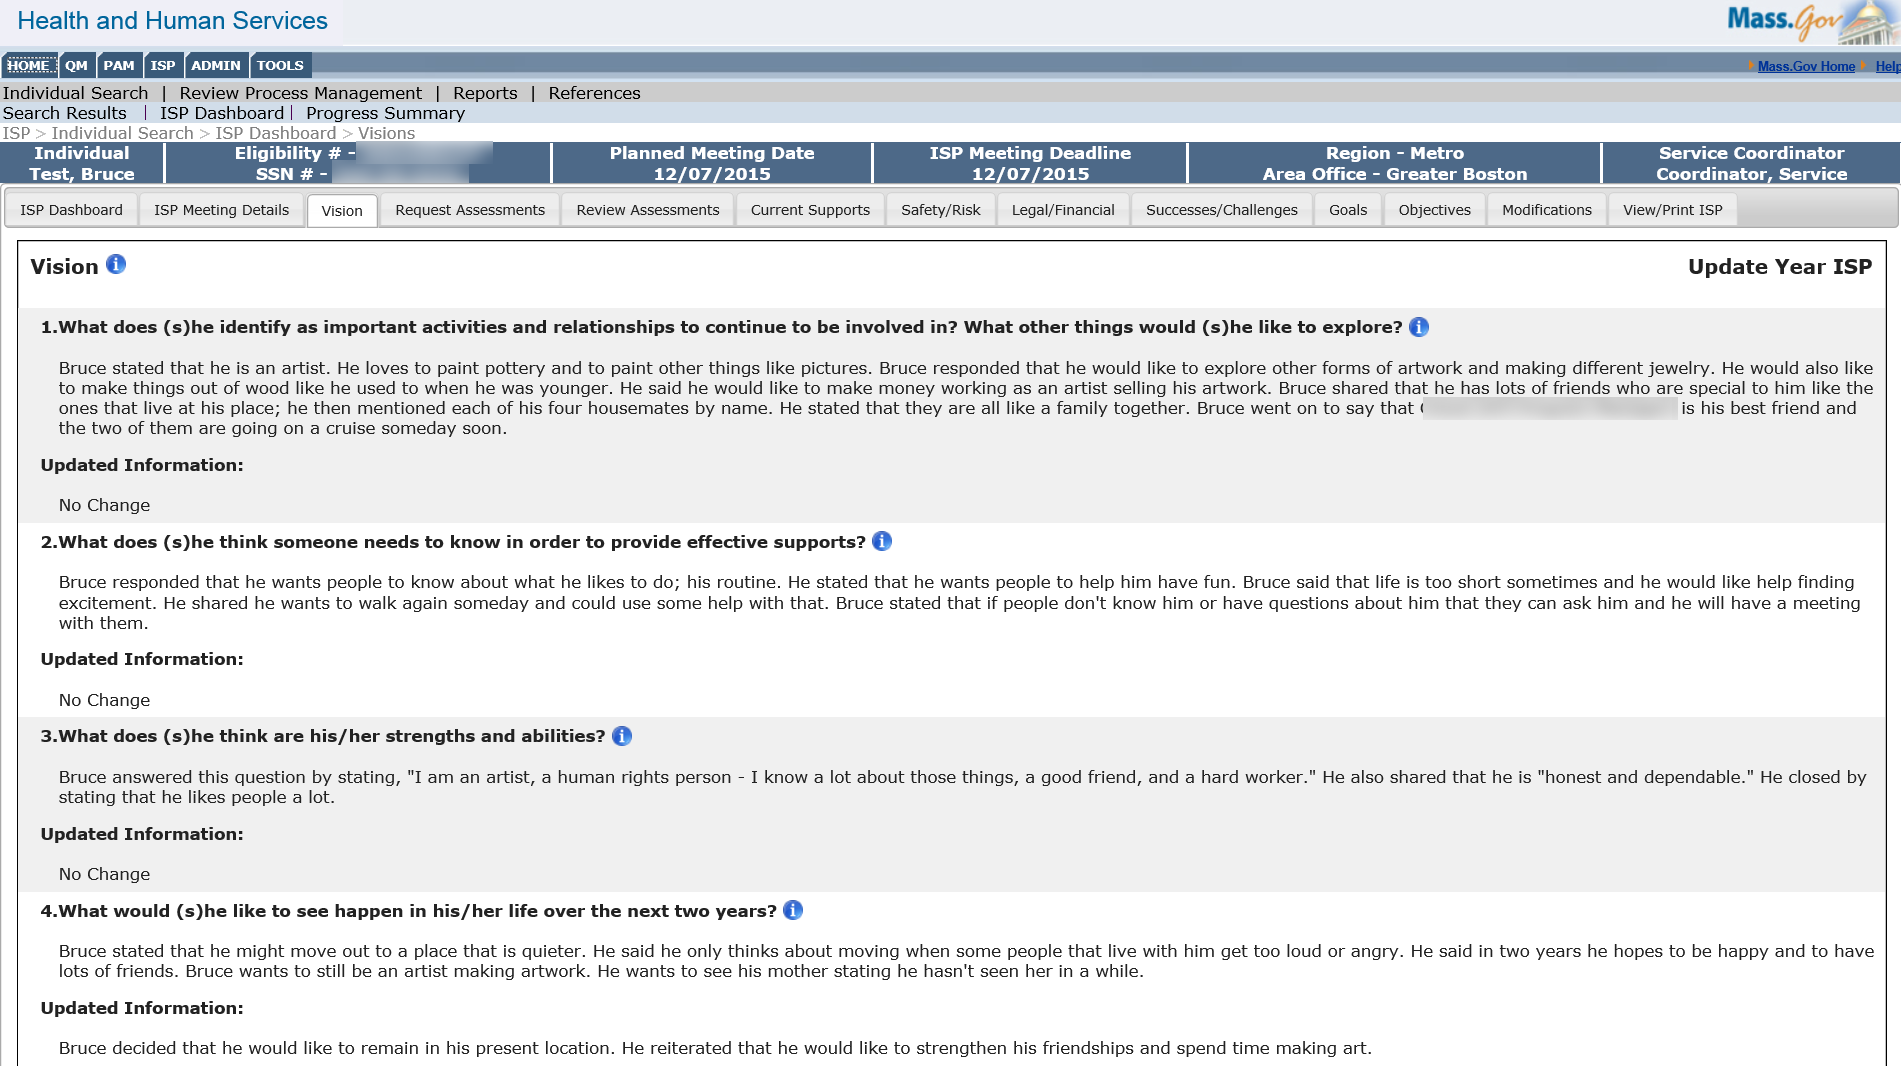 Health and Human Services
Mass.Gov
HOME QM PAM ISP ADMIN TOOLS
Mass.Gov Home Help
Individual Search | Review Process Management | Reports | References
Search Results | ISP Dashboard | Progress Summary
ISP > Individual Search > ISP Dashboard > Visions
Individual Eligibility # - Planned Meeting Date ISP Meeting Deadline Region - Metro Service Coordinator
Test, Bruce SSN # - 12/07/2015 12/07/2015 Area Office - Greater Boston Coordinator, Service
ISP Dashboard ISP Meeting Details Vision Request Assessments Review Assessments Current Supports Safety/Risk Legal/Financial Successes/Challenges Goals Objectives Modifications View/Print ISP
Vision i Update Year ISP
1.What does (s)he identify as important activities and relationships to continue to be involved in? What other things would (s)he like to explore? i
Bruce stated that he is an artist. He loves to paint pottery and to paint other things like pictures. Bruce responded that he would like to explore other forms of artwork and making different jewelry. He would also like
to make things out of wood like he used to when he was younger. He said he would like to make money working as an artist selling his artwork. Bruce shared that he has lots of friends who are special to him like the
ones that live at his place; he then mentioned each of his four housemates by name. He stated that they are all like a family together. Bruce went on to say that is his best friend and
the two of them are going on a cruise someday soon.
Updated Information:
No Change
2.What does (s)he think someone needs to know in order to provide effective supports? i
Bruce responded that he wants people to know about what he likes to do; his routine. He stated that he wants people to help him have fun. Bruce said that life is too short sometimes and he would like help finding
excitement. He shared he wants to walk again someday and could use some help with that. Bruce stated that if people don't know him or have questions about him that they can ask him and he will have a meeting
with them.
Updated Information:
No Change
3.What does (s)he think are his/her strengths and abilities? i
Bruce answered this question by stating, "I am an artist, a human rights person - I know a lot about those things, a good friend, and a hard worker." He also shared that he is "honest and dependable." He closed by
stating that he likes people a lot.
Updated Information:
No Change
4.What would (s)he like to see happen in his/her life over the next two years? i
Bruce stated that he might move out to a place that is quieter. He said he only thinks about moving when some people that live with him get too loud or angry. He said in two years he hopes to be happy and to have
lots of friends. Bruce wants to still be an artist making artwork. He wants to see his mother stating he hasn't seen her in a while.
Updated Information:
Bruce decided that he would like to remain in his present location. He reiterated that he would like to strengthen his friendships and spend time making art.